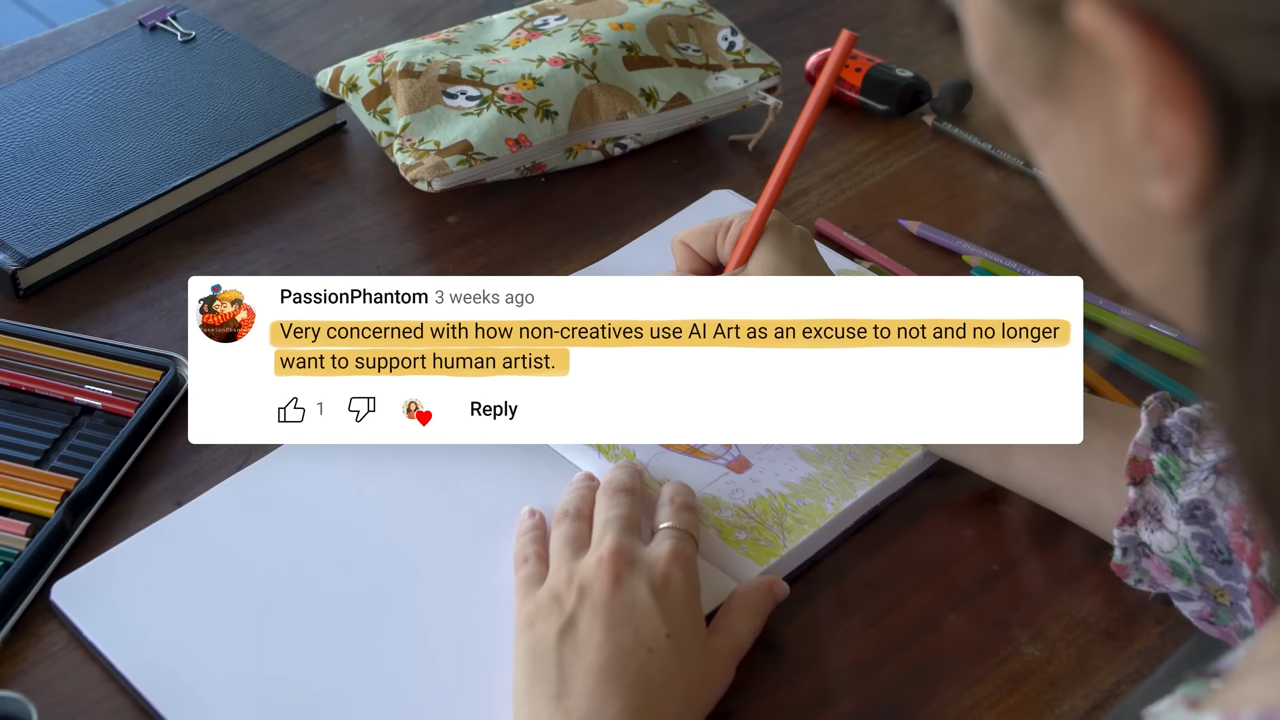 PassionPhantom 3 weeks ago
Very concerned with how non-creatives use AI Art as an excuse to not and no longer
want to support human artist.
1
Reply